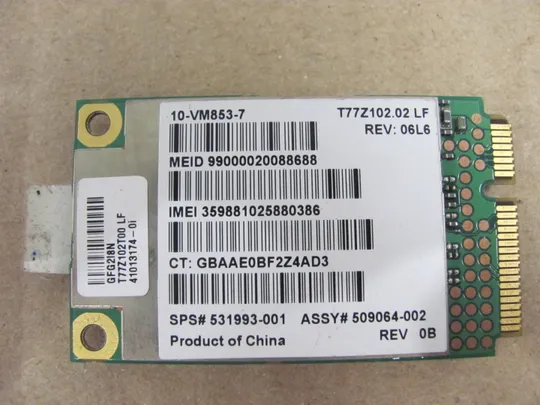 10-VM853-7
T77Z102.02 LF
REV: 06L6
MEID 99000020088688
IMEI 359881025880386
CT: GBAAE0BF2Z4AD3
SPS# 531993-001 ASSY# 509064-002
Product of China
REV 0B
GFG2I8N
T77Z102T00 LF
41013174-0i